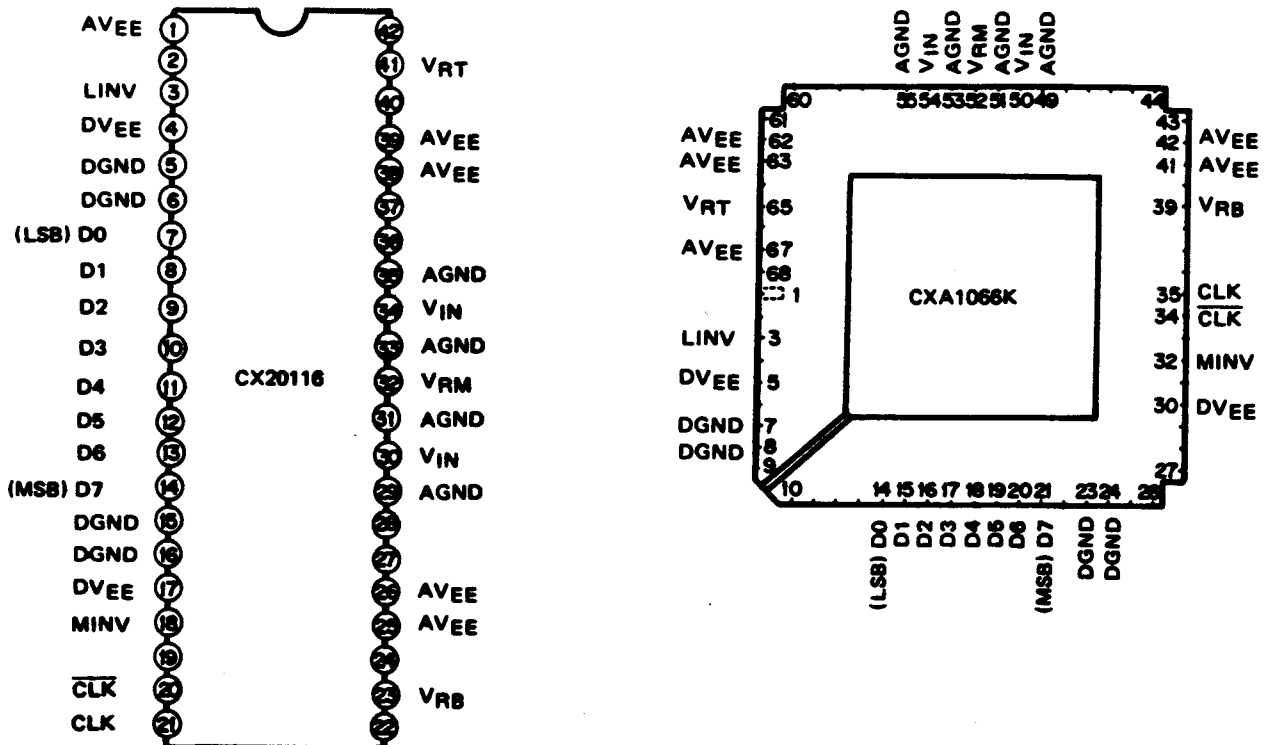 AVEE 1
2
LINV 3
DVEE 4
DGND 5
DGND 6
(LSB) D0 7
D1 8
D2 9
D3 10
D4 11
D5 12
D6 13
(MSB) D7 14
DGND 15
DGND 16
DVEE 17
MINV 18
19
CLK 20
CLK 21
CX20116
42
41 VRT
40
39 AVEE
38 AVEE
37
36
35 AGND
34 VIN
33 AGND
32 VRM
31 AGND
30 VIN
29 AGND
28
27
26 AVEE
25 AVEE
24
23 VRB
22
AGND VIN AGND VRM AGND VIN AGND
60 55 54 53 52 51 50 49 44
61
AVEE 62
AVEE 63
VRT 65
AVEE 67
68
1
LINV 3
DVEE 5
DGND 7
DGND 8
9
CXA1066K
43
42 AVEE
41 AVEE
39 VRB
35 CLK
34 CLK
32 MINV
30 DVEE
27
10 14 15 16 17 18 19 20 21 23 24 26
(LSB) D0 D1 D2 D3 D4 D5 D6 (MSB) D7 DGND DGND